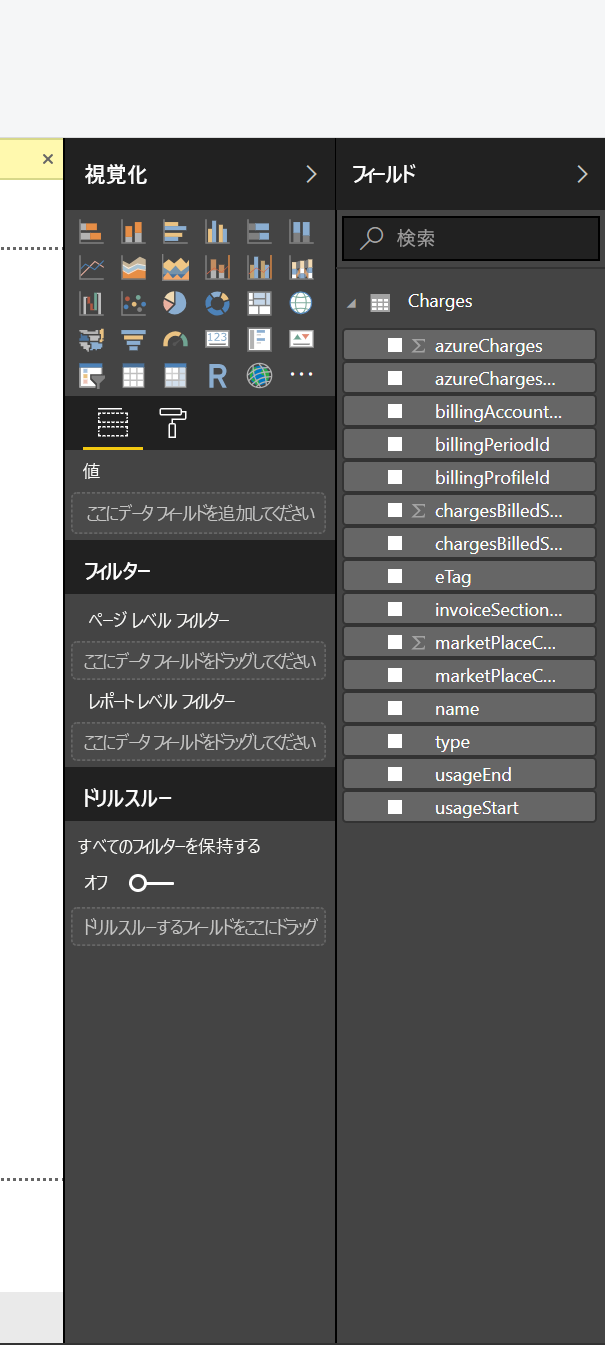 視覚化
123
R
値
ここにデータ フィールドを追加してください
フィルター
ページ レベル フィルター
ここにデータ フィールドをドラッグしてください
レポート レベル フィルター
ここにデータ フィールドをドラッグしてください
ドリルスルー
すべてのフィルターを保持する
オフ
ドリルスルーするフィールドをここにドラッグ
フィールド
検索
Charges
Σ azureCharges
azureCharges...
billingAccount...
billingPeriodId
billingProfileId
Σ chargesBilledS...
chargesBilledS...
eTag
invoiceSection...
Σ marketPlaceC...
marketPlaceC...
name
type
usageEnd
usageStart